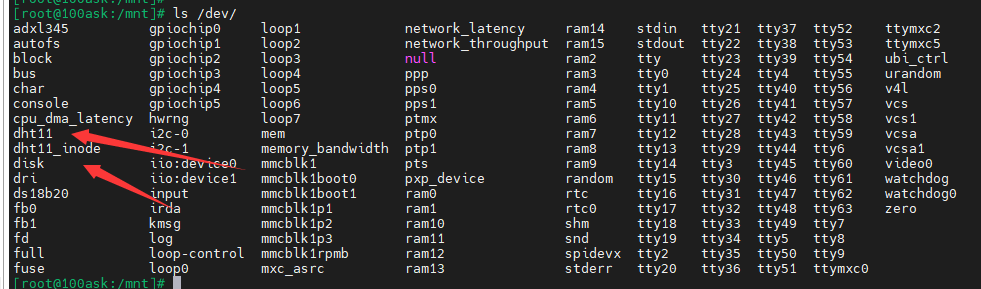 [root@100ask:/mnt]#
[root@100ask:/mnt]# ls /dev/
adxl345 gpiochip0 loop1 network_latency ram14 stdin tty21 tty37 tty52 ttymxc2
autofs gpiochip1 loop2 network_throughput ram15 stdout tty22 tty38 tty53 ttymxc5
block gpiochip2 loop3 null ram2 tty tty23 tty39 tty54 ubi_ctrl
bus gpiochip3 loop4 ppp ram3 tty0 tty24 tty4 tty55 urandom
char gpiochip4 loop5 pps0 ram4 tty1 tty25 tty40 tty56 v4l
console gpiochip5 loop6 pps1 ram5 tty10 tty26 tty41 tty57 vcs
cpu_dma_latency hwrng loop7 ptmx ram6 tty11 tty27 tty42 tty58 vcs1
dht11 i2c-0 mem ptp0 ram7 tty12 tty28 tty43 tty59 vcsa
dht11_inode i2c-1 memory_bandwidth ptp1 ram8 tty13 tty29 tty44 tty6 vcsa1
disk iio:device0 mmcblk1 pts ram9 tty14 tty3 tty45 tty60 video0
dri iio:device1 mmcblk1boot0 pxp_device random tty15 tty30 tty46 tty61 watchdog
ds18b20 input mmcblk1boot1 ram0 rtc tty16 tty31 tty47 tty62 watchdog0
fb0 irda mmcblk1p1 ram1 rtc0 tty17 tty32 tty48 tty63 zero
fb1 kmsg mmcblk1p2 ram10 shm tty18 tty33 tty49 tty7
fd log mmcblk1p3 ram11 snd tty19 tty34 tty5 tty8
full loop-control mmcblk1rpmb ram12 spidevx tty2 tty35 tty50 tty9
fuse loop0 mxc_asrc ram13 stderr tty20 tty36 tty51 ttymxc0
[root@100ask:/mnt]#